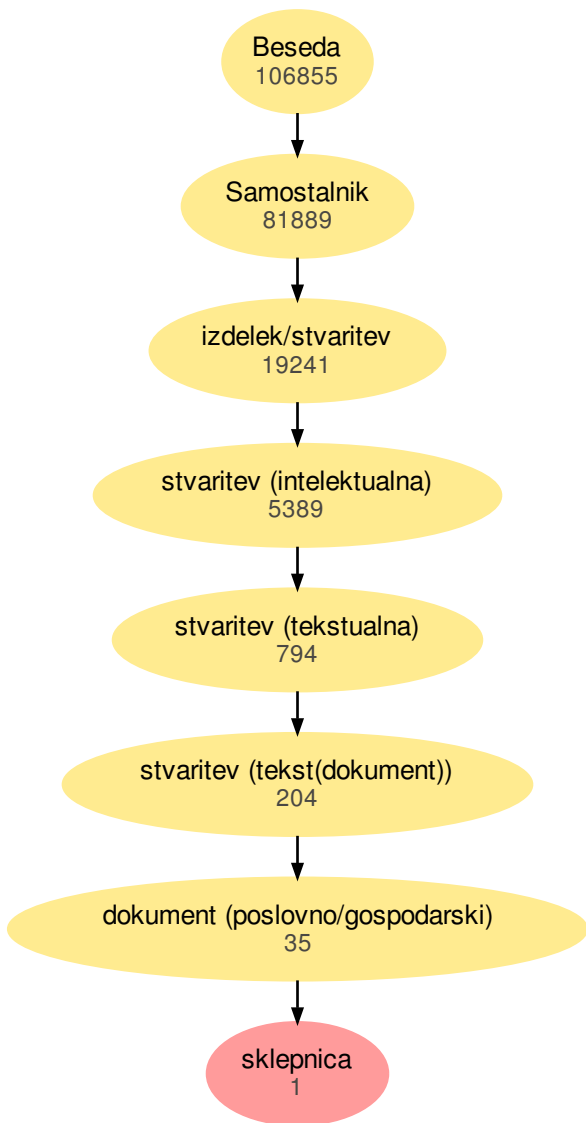 Beseda
106855
Samostalnik
81889
izdelek/stvaritev
19241
stvaritev (intelektualna)
5389
stvaritev (tekstualna)
794
stvaritev (tekst(dokument))
204
dokument (poslovno/gospodarski)
35
sklepnica
1